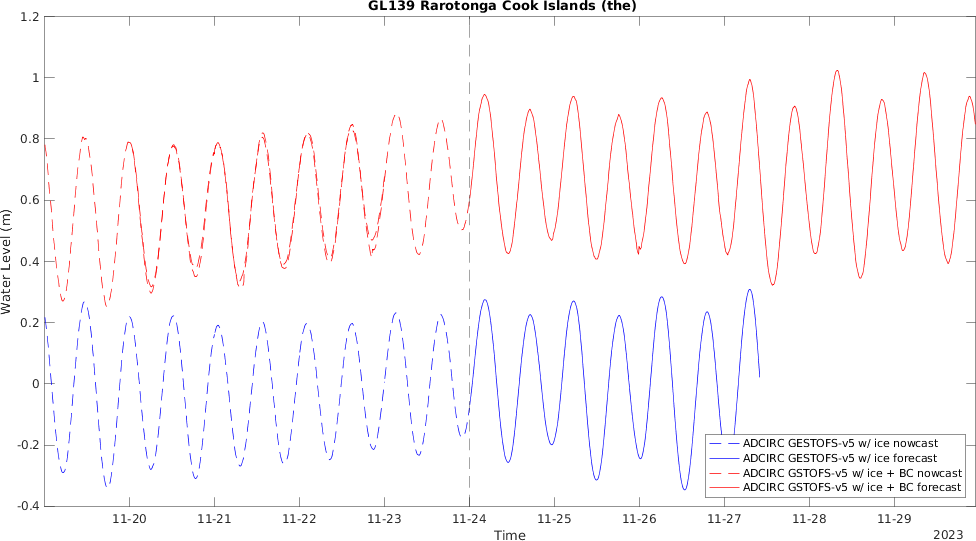 GL139 Rarotonga Cook Islands (the)
1.2
1
0.8
0.6
0.4
0.2
0
-0.2
-0.4
Water Level (m)
ADCIRC GESTOFS-v5 w/ ice nowcast
ADCIRC GESTOFS-v5 w/ ice forecast
ADCIRC GSTOFS-v5 w/ ice + BC nowcast
ADCIRC GSTOFS-v5 w/ ice + BC forecast
11-20 11-21 11-22 11-23 11-24 11-25 11-26 11-27 11-28 11-29
Time
2023